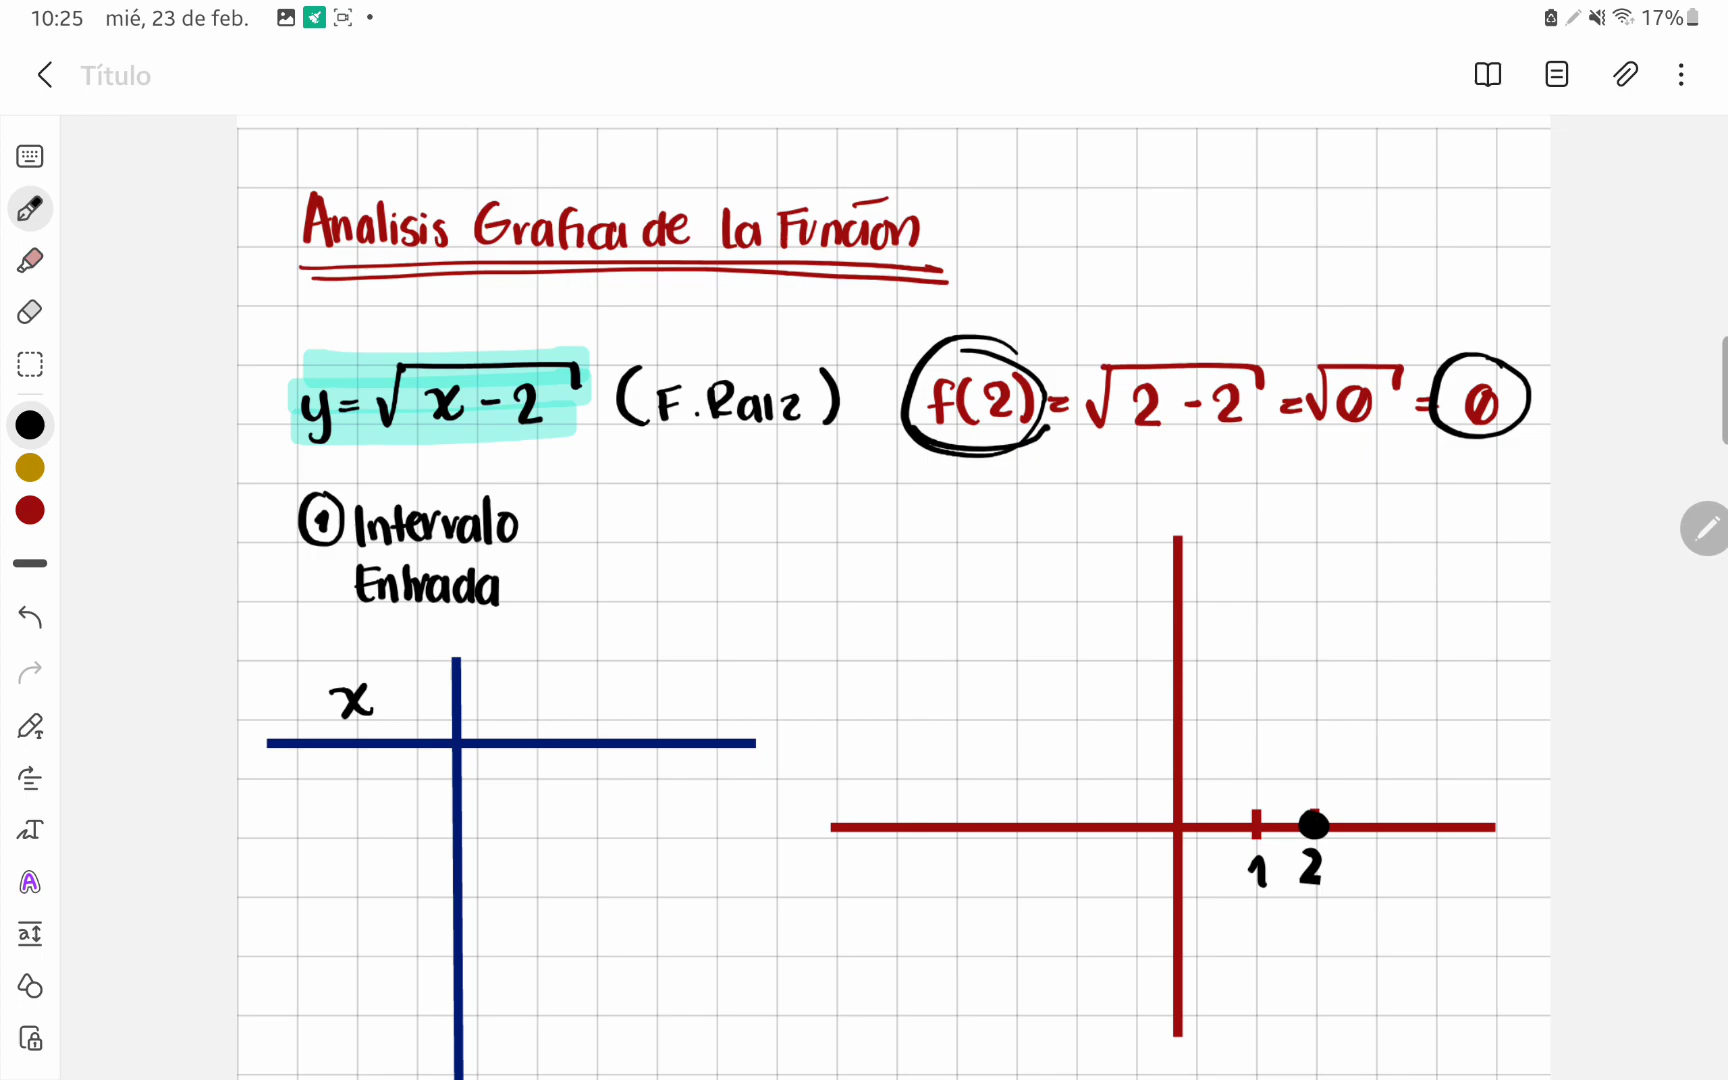 10:25 mié, 23 de feb. 17%
Título
Analisis Grafica de la Función
y = √x - 2 (F. Raiz) f(2) = √2 - 2 = √0 = 0
1 Intervalo
Entrada
x
1 2